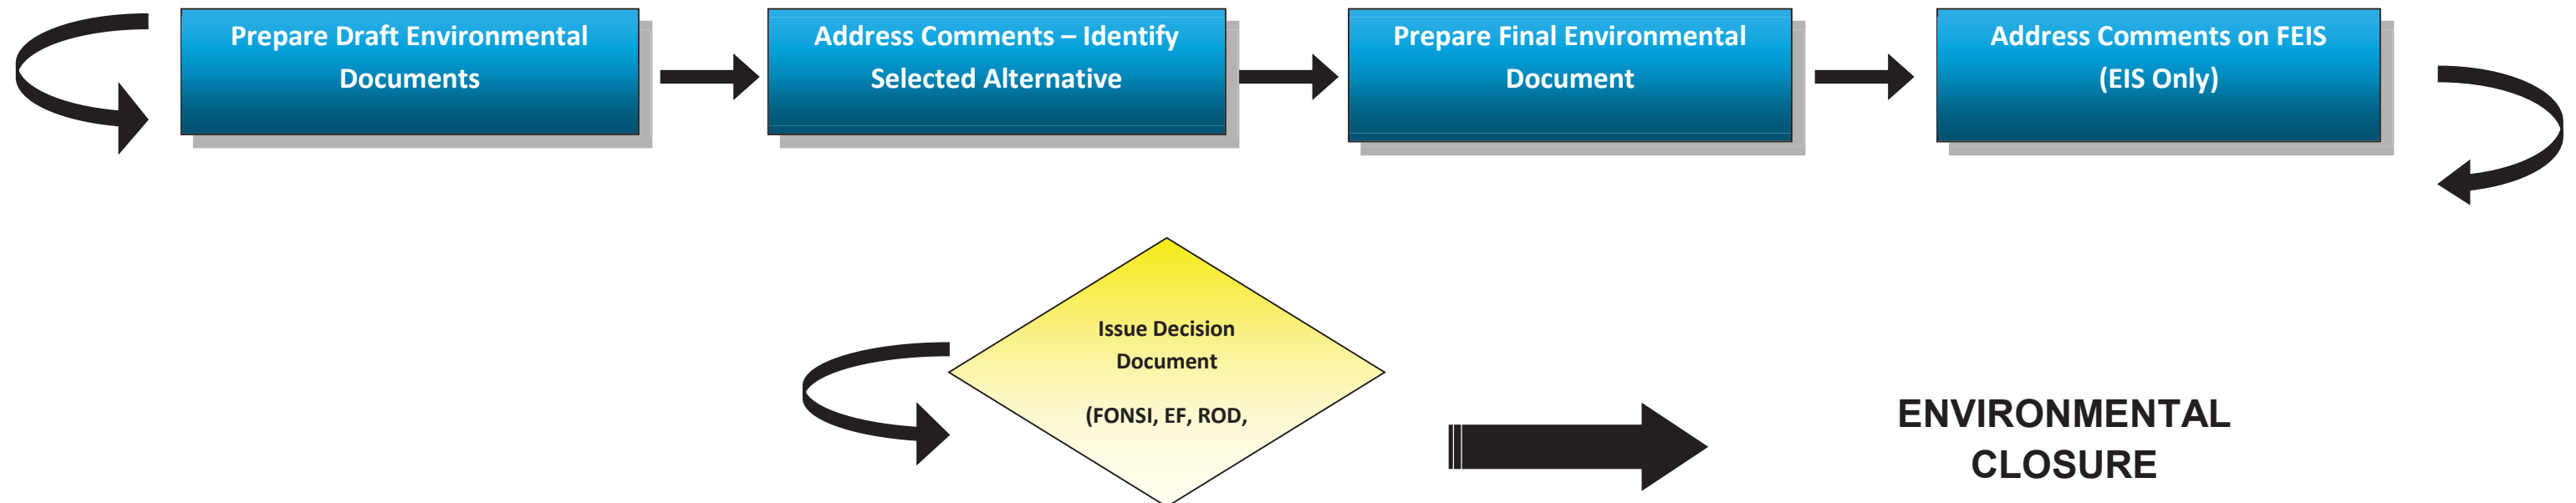 Prepare Draft Environmental
Documents
Address Comments – Identify
Selected Alternative
Prepare Final Environmental
Document
Address Comments on FEIS
(EIS Only)
Issue Decision
Document
(FONSI, EF, ROD,
ENVIRONMENTAL
CLOSURE